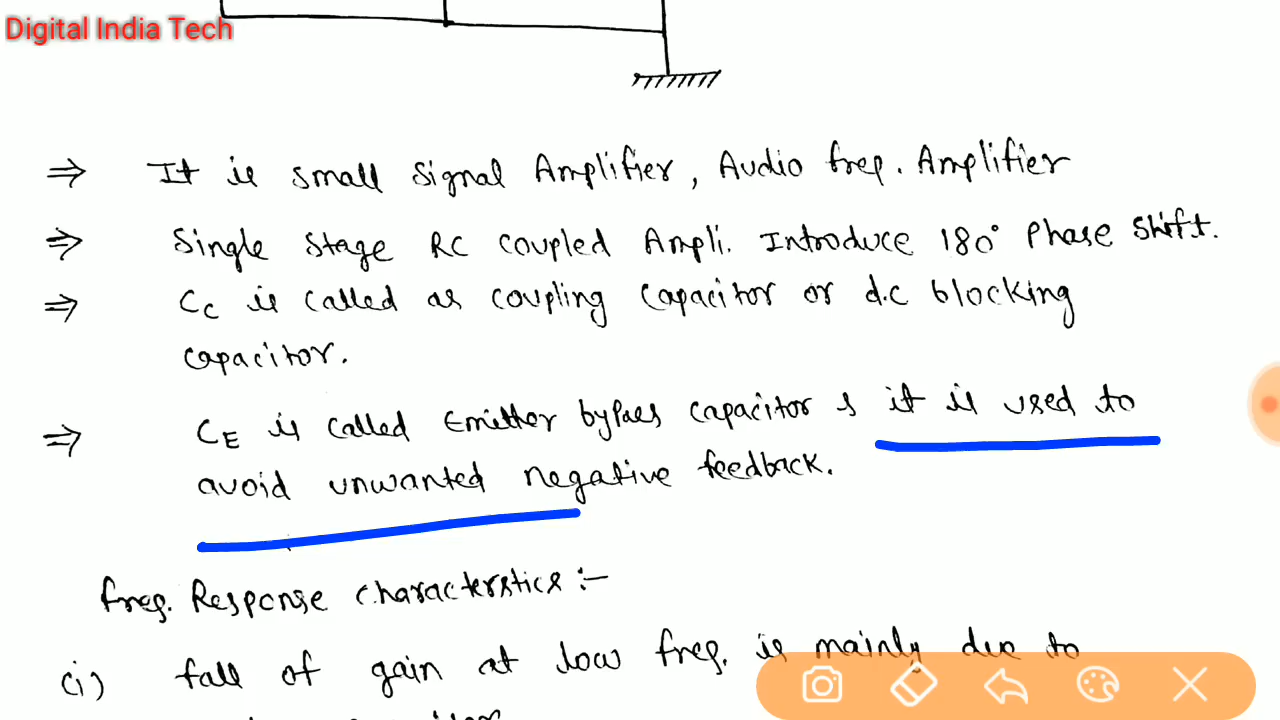 Digital India Tech
⇒ It is small signal Amplifier, Audio freq. Amplifier
⇒ Single stage RC coupled Ampli. Introduce 180° Phase shift.
⇒ Cc is called as coupling capacitor or d.c blocking
capacitor.
⇒ CE is called Emitter bypass capacitor & it is used to
avoid unwanted negative feedback.
freq. Response characterstics :-
(i) fall of gain at low freq. is mainly due to